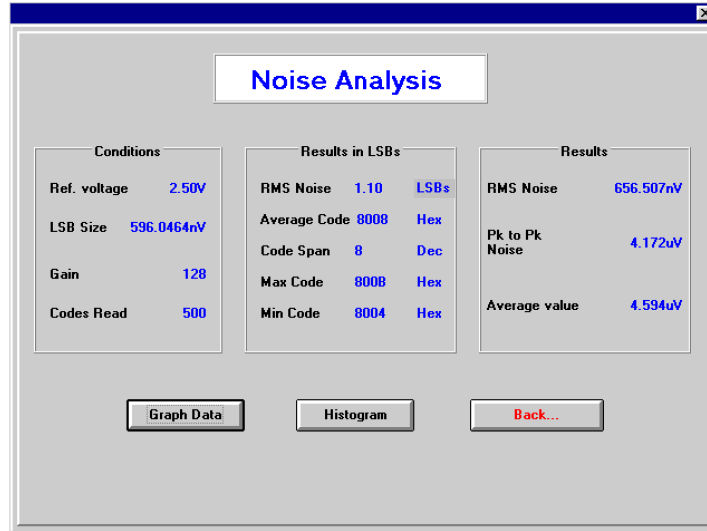 Noise Analysis
Conditions
Ref. voltage 2.50V
LSB Size 596.0464nV
Gain 128
Codes Read 500
Results in LSBs
RMS Noise 1.10 LSBs
Average Code 8008 Hex
Code Span 8 Dec
Max Code 800B Hex
Min Code 8004 Hex
Results
RMS Noise 656.507nV
Pk to Pk
Noise 4.172uV
Average value 4.594uV
Graph Data
Histogram
Back...